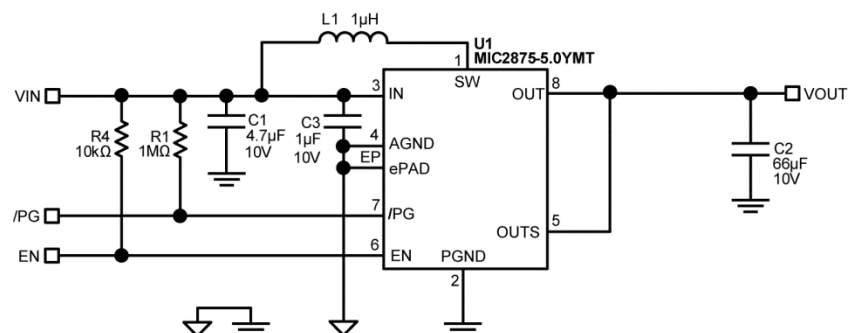 L1 1µH
U1
MIC2875-5.0YMT
1
SW
VIN
3
IN
OUT
8
VOUT
R4
10kΩ
R1
1MΩ
C1
4.7µF
10V
C3
1µF
10V
4
AGND
EP
ePAD
C2
66µF
10V
/PG
7
/PG
OUTS
5
EN
6
EN
PGND
2